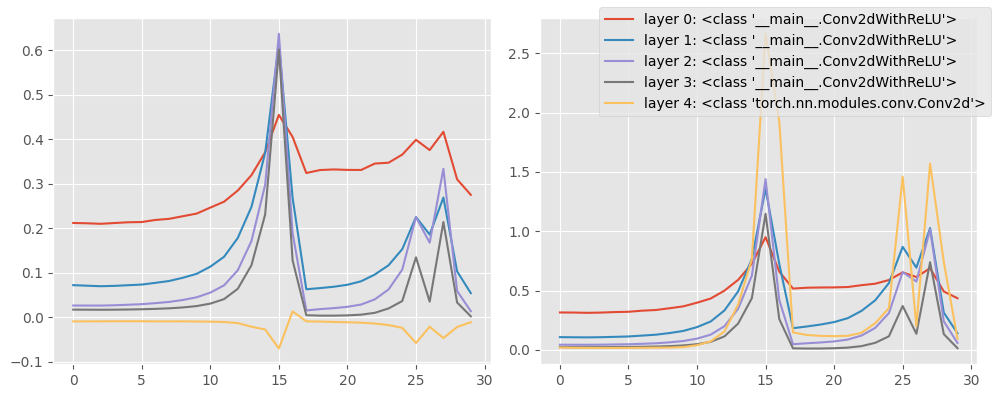 layer 0: <class '__main__.Conv2dWithReLU'>
layer 1: <class '__main__.Conv2dWithReLU'>
layer 2: <class '__main__.Conv2dWithReLU'>
layer 3: <class '__main__.Conv2dWithReLU'>
layer 4: <class 'torch.nn.modules.conv.Conv2d'>
0.6
0.5
0.4
0.3
0.2
0.1
0.0
−0.1
0 5 10 15 20 25 30
2.5
2.0
1.5
1.0
0.5
0.0
0 5 10 15 20 25 30